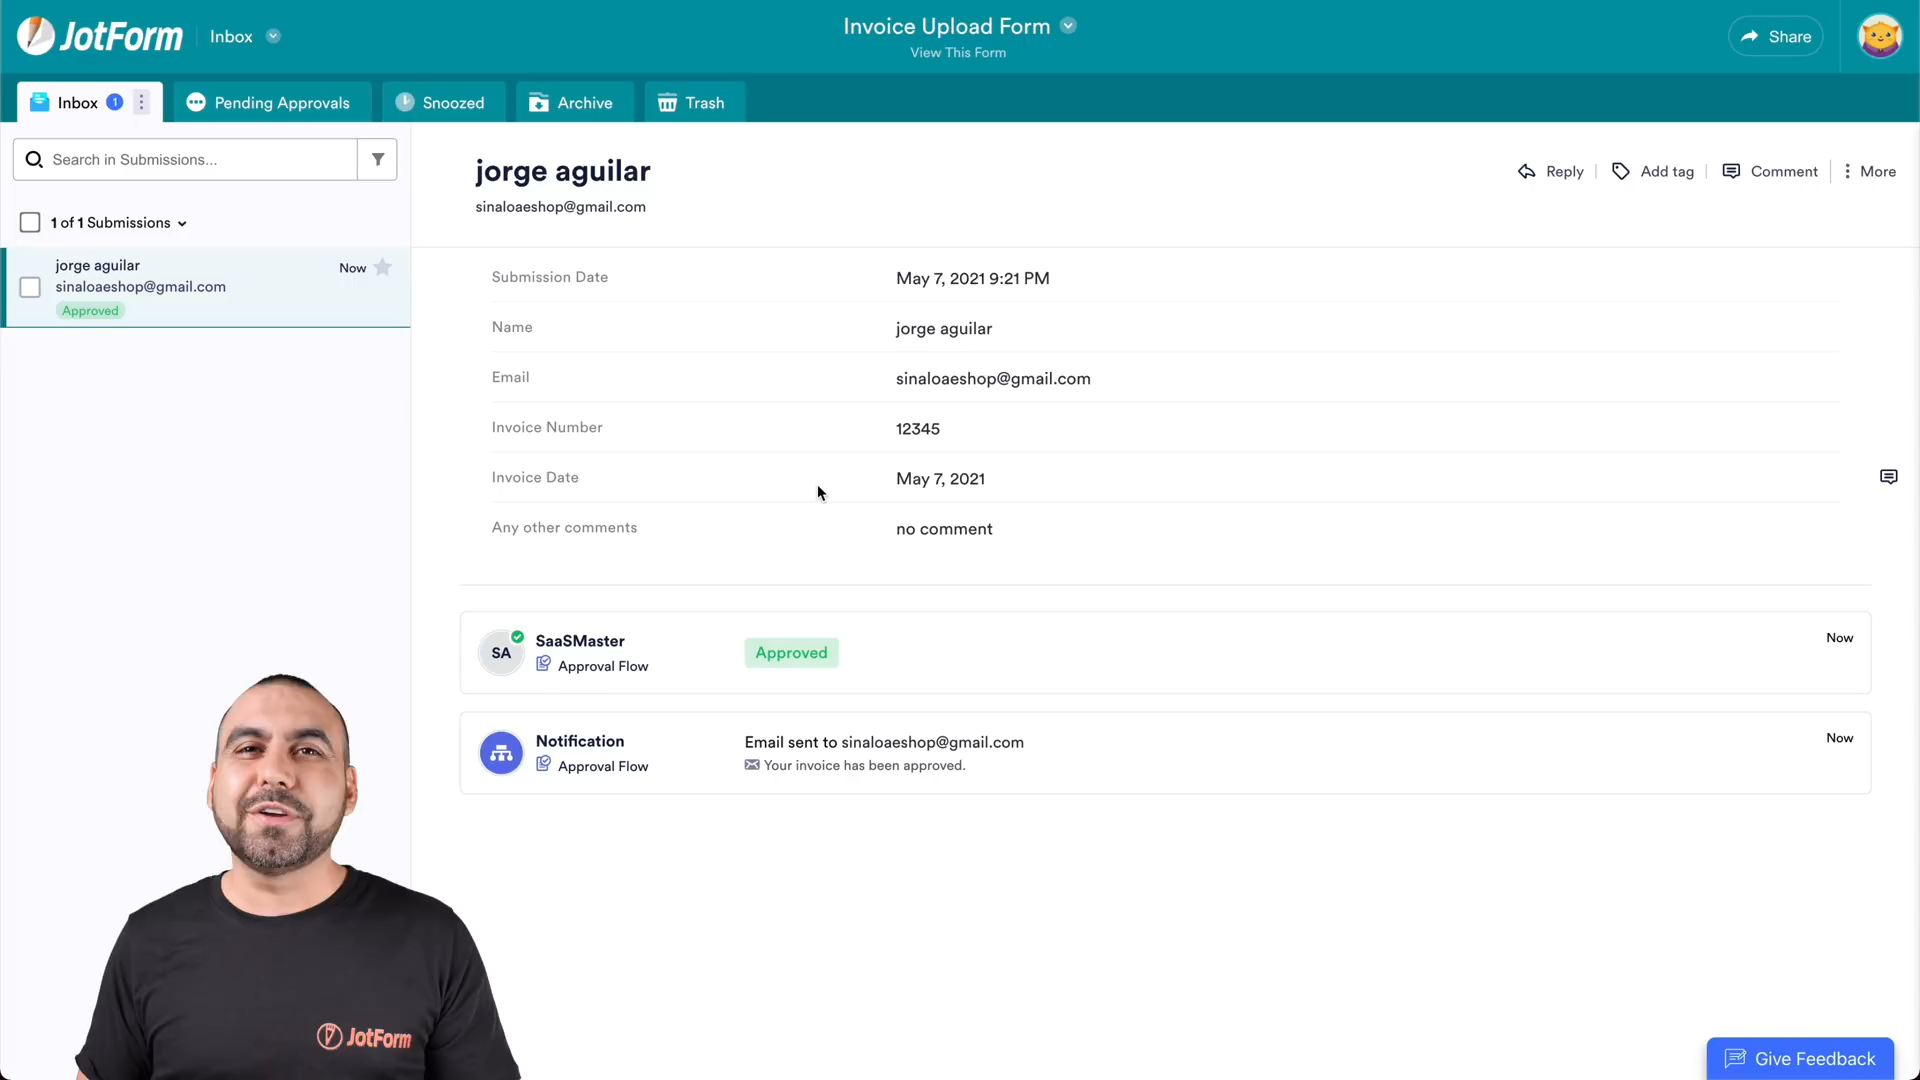 JotForm
Inbox
Invoice Upload Form
View This Form
Share
Inbox 1
Pending Approvals
Snoozed
Archive
Trash
Search in Submissions...
1 of 1 Submissions
jorge aguilar
Now
sinaloaeshop@gmail.com
Approved
jorge aguilar
sinaloaeshop@gmail.com
Reply
Add tag
Comment
More
Submission Date
May 7, 2021 9:21 PM
Name
jorge aguilar
Email
sinaloaeshop@gmail.com
Invoice Number
12345
Invoice Date
May 7, 2021
Any other comments
no comment
SA
SaaSMaster
Approval Flow
Approved
Now
Notification
Approval Flow
Email sent to sinaloaeshop@gmail.com
Your invoice has been approved.
Now
JotForm
Give Feedback